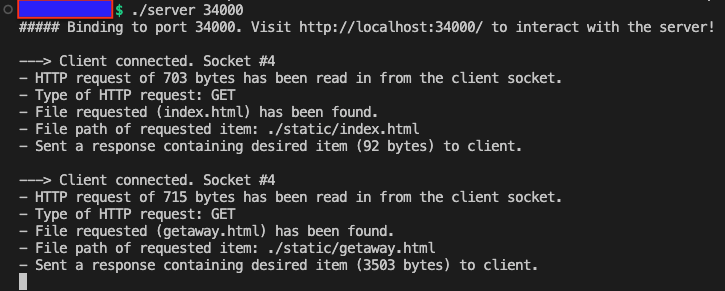 $ ./server 34000
##### Binding to port 34000. Visit http://localhost:34000/ to interact with the server!
---> Client connected. Socket #4
- HTTP request of 703 bytes has been read in from the client socket.
- Type of HTTP request: GET
- File requested (index.html) has been found.
- File path of requested item: ./static/index.html
- Sent a response containing desired item (92 bytes) to client.
---> Client connected. Socket #4
- HTTP request of 715 bytes has been read in from the client socket.
- Type of HTTP request: GET
- File requested (getaway.html) has been found.
- File path of requested item: ./static/getaway.html
- Sent a response containing desired item (3503 bytes) to client.